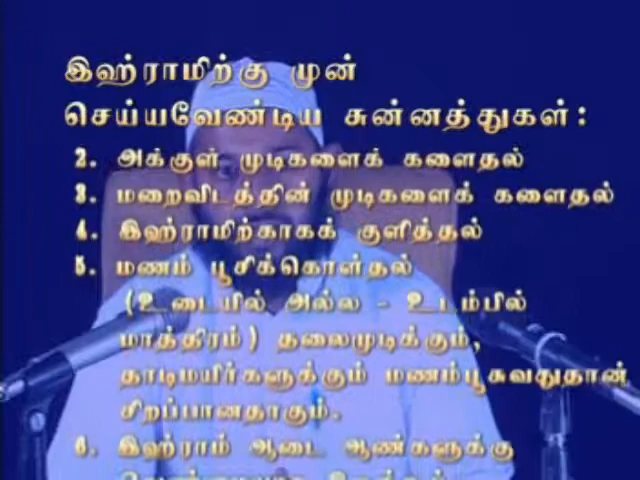 இஹ்ராமிற்கு முன்
செய்யவேண்டிய சுன்னத்துகள்:
2. அக்குள் முடிகளைக் களைதல்
3. மறைவிடத்தின் முடிகளைக் களைதல்
4. இஹ்ராமிற்காகக் குளித்தல்
5. மணம் பூசிக்கொள்தல்
(உடையில் அல்ல - உடம்பில்
மாத்திரம்) தலைமுடிக்கும்,
தாடிமயிர்களுக்கும் மணம்பூசுவதுதான்
சிறப்பானதாகும்.
6. இஹ்ராம் ஆடை ஆண்களுக்கு